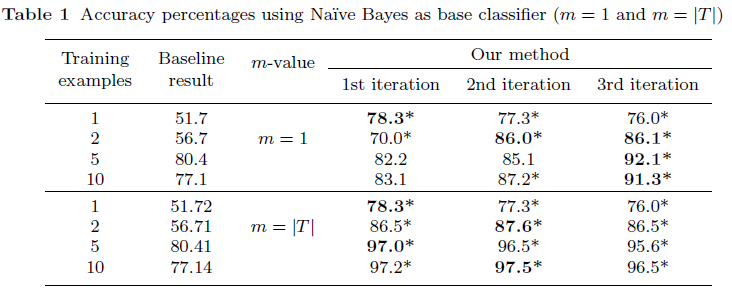 Table 1 Accuracy percentages using Naïve Bayes as base classifier (m = 1 and m = |T|)
Training examples Baseline result m-value Our method
1st iteration 2nd iteration 3rd iteration
1 51.7 78.3* 77.3* 76.0*
2 56.7 m = 1 70.0* 86.0* 86.1*
5 80.4 82.2 85.1 92.1*
10 77.1 83.1 87.2* 91.3*
1 51.72 78.3* 77.3* 76.0*
2 56.71 m = |T| 86.5* 87.6* 86.5*
5 80.41 97.0* 96.5* 95.6*
10 77.14 97.2* 97.5* 96.5*